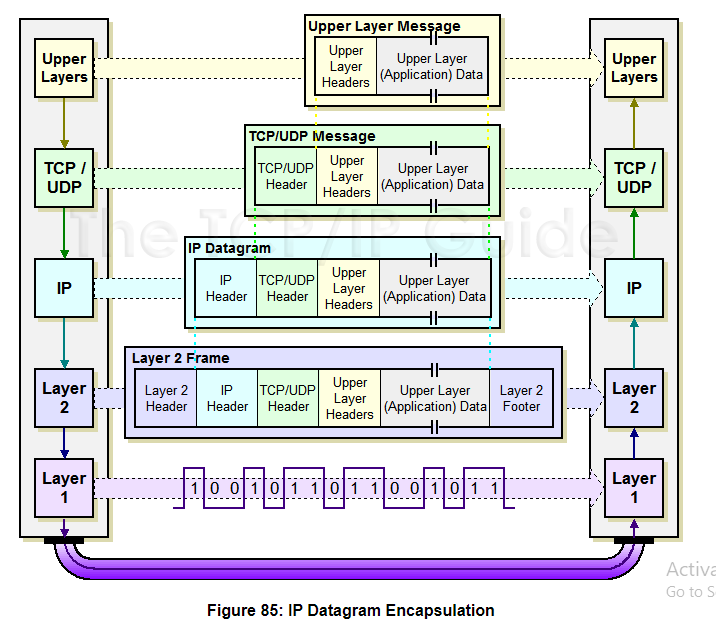 Upper Layer Message
Upper
Layers
Upper
Layer
Headers
Upper Layer
(Application) Data
Upper
Layers
TCP/UDP Message
TCP /
UDP
TCP/UDP
Header
Upper
Layer
Headers
Upper Layer
(Application) Data
TCP /
UDP
The TCP/IP Guide
IP Datagram
IP
IP
Header
TCP/UDP
Header
Upper
Layer
Headers
Upper Layer
(Application) Data
IP
Layer 2 Frame
Layer
2
Layer 2
Header
IP
Header
TCP/UDP
Header
Upper
Layer
Headers
Upper Layer
(Application) Data
Layer 2
Footer
Layer
2
Layer
1
1 0 0 1 0 1 1 0 1 1 0 0 1 0 1 1
Layer
1
Activa
Go to S
Figure 85: IP Datagram Encapsulation